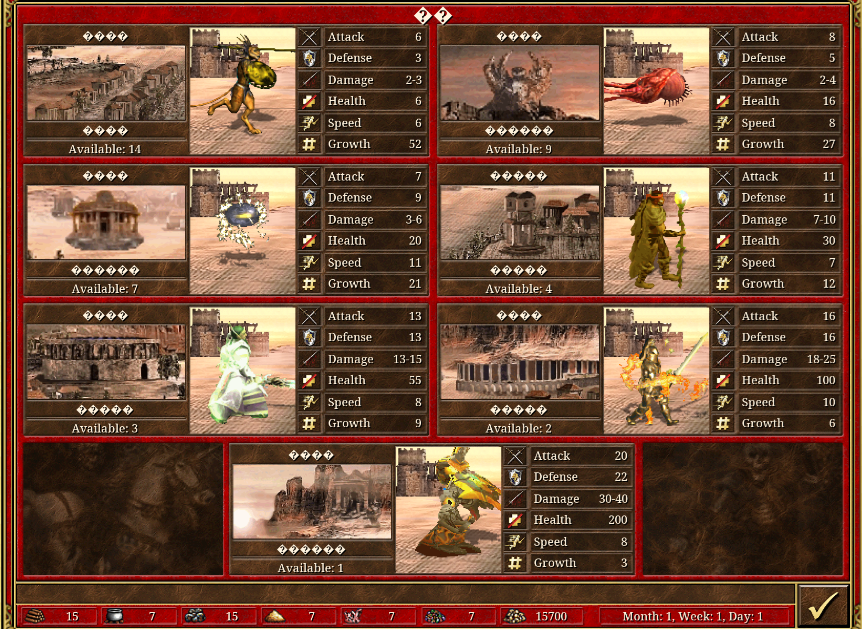 Attack 6
Defense 3
Damage 2-3
Health 6
Speed 6
Growth 52
Available: 14
Attack 8
Defense 5
Damage 2-4
Health 16
Speed 8
Growth 27
Available: 9
Attack 7
Defense 9
Damage 3-6
Health 20
Speed 11
Growth 21
Available: 7
Attack 11
Defense 11
Damage 7-10
Health 30
Speed 7
Growth 12
Available: 4
Attack 13
Defense 13
Damage 13-15
Health 55
Speed 8
Growth 9
Available: 3
Attack 16
Defense 16
Damage 18-25
Health 100
Speed 10
Growth 6
Available: 2
Attack 20
Defense 22
Damage 30-40
Health 200
Speed 8
Growth 3
Available: 1
15 7 15 7 7 7 15700 Month: 1, Week: 1, Day: 1